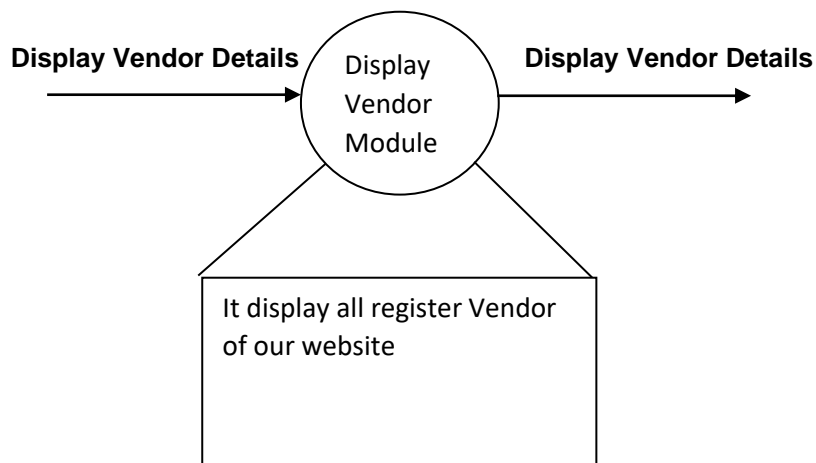 Display Vendor Details
Display
Vendor
Module
Display Vendor Details
It display all register Vendor
of our website